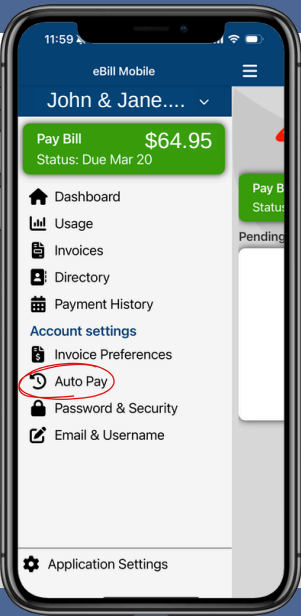 11:59
eBill Mobile
John & Jane....
Pay Bill $64.95
Status: Due Mar 20
Dashboard
Usage
Invoices
Directory
Payment History
Account settings
Invoice Preferences
Auto Pay
Password & Security
Email & Username
Application Settings
Pay B
Status
Pending